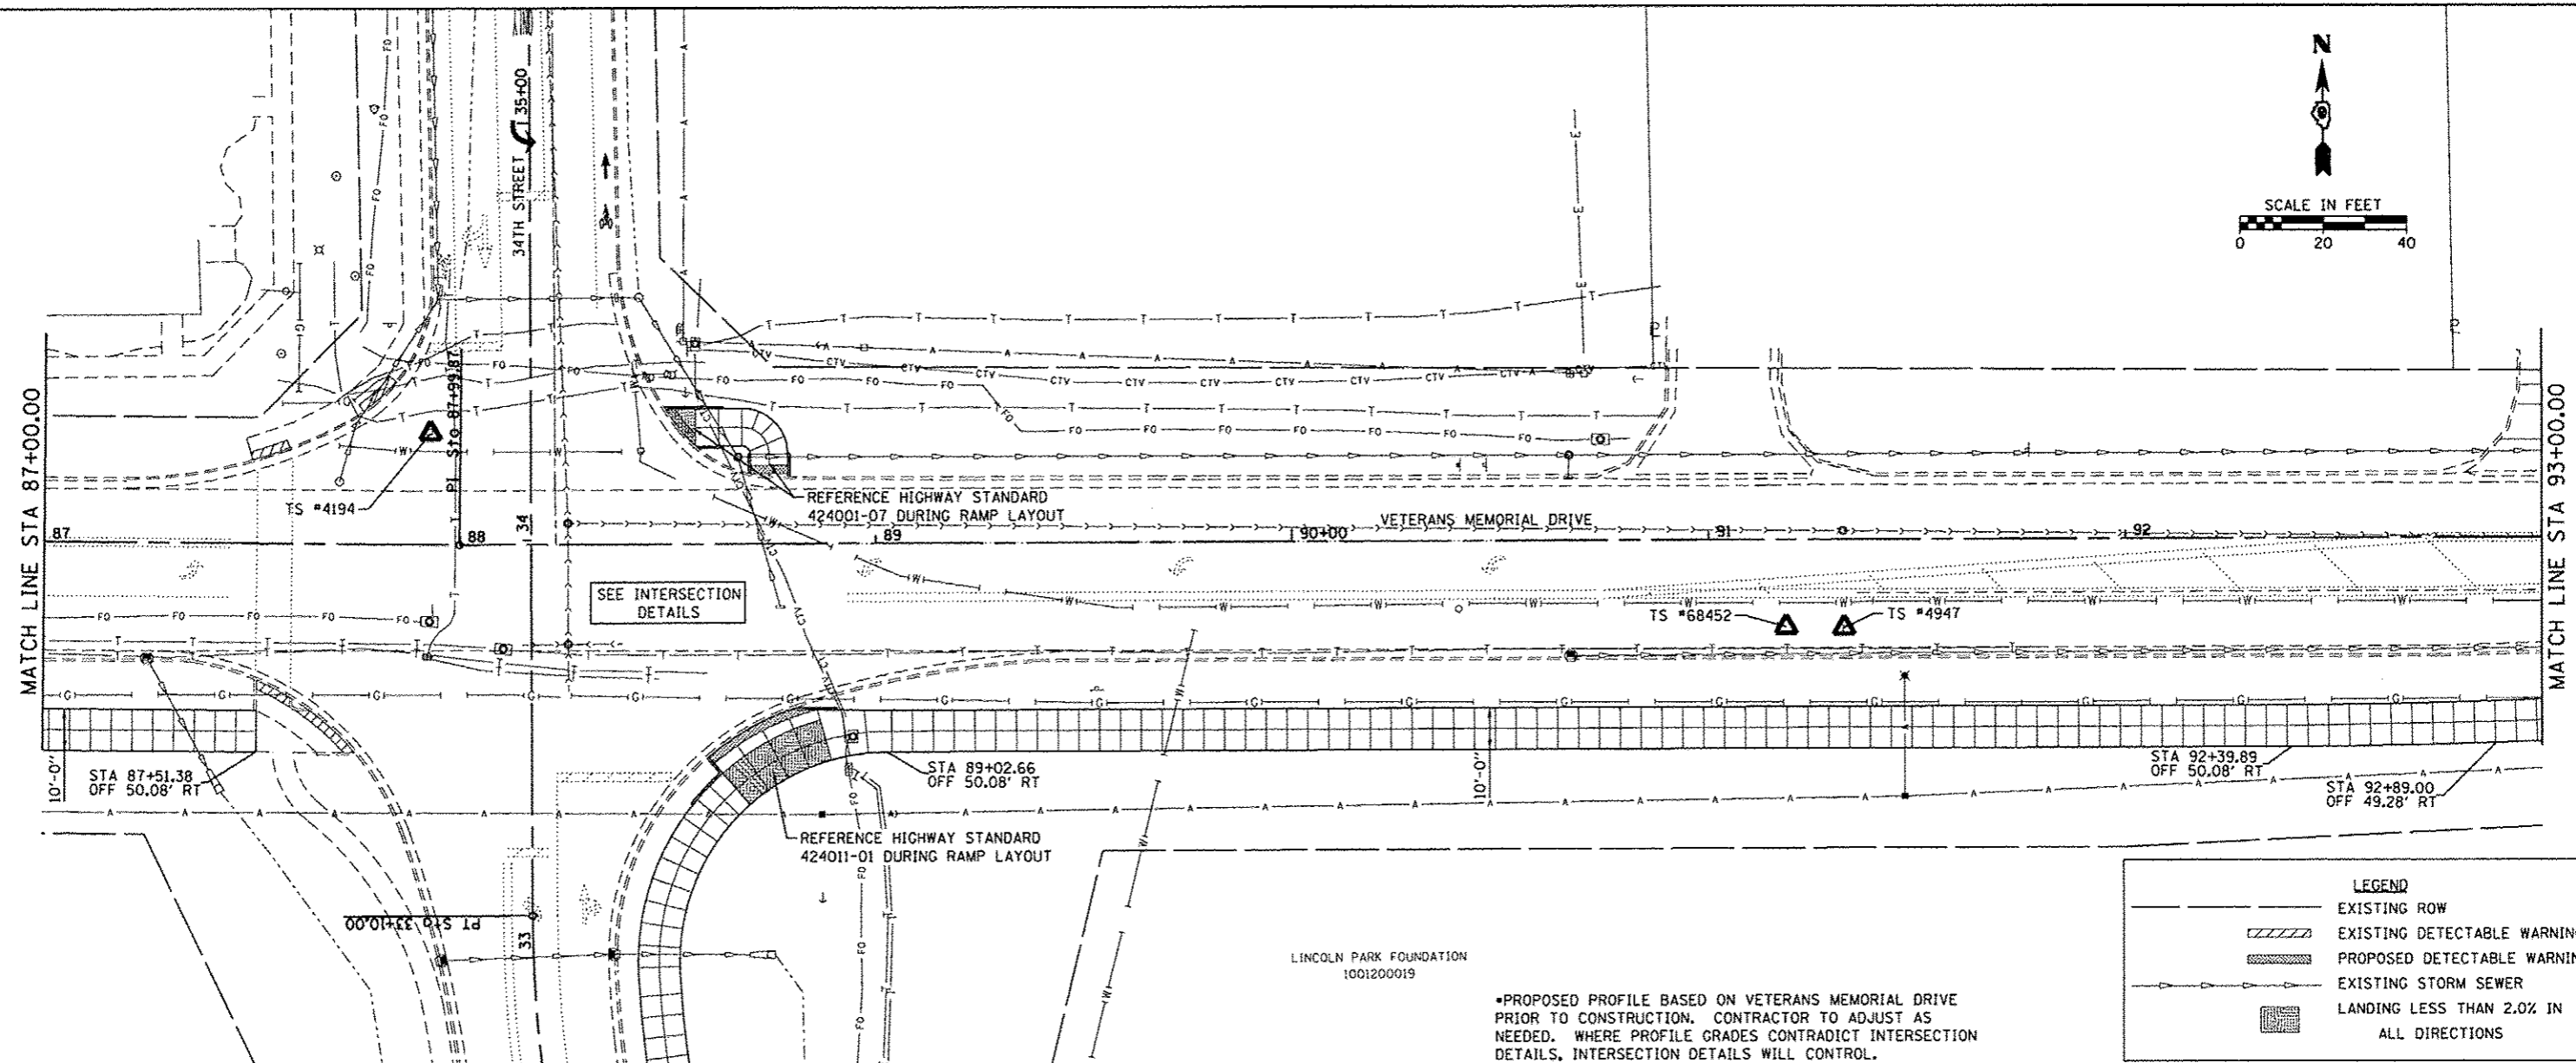 N
SCALE IN FEET
0 20 40
34TH STREET
35+00
MATCH LINE STA 87+00.00
MATCH LINE STA 93+00.00
PI Sta 87+99.87
TS #4194
REFERENCE HIGHWAY STANDARD
424001-07 DURING RAMP LAYOUT
VETERANS MEMORIAL DRIVE
87
88
34
89
90+00
91
92
SEE INTERSECTION
DETAILS
TS #68452
TS #4947
10'-0"
STA 87+51.38
OFF 50.08' RT
STA 89+02.66
OFF 50.08' RT
10'-0"
STA 92+39.89
OFF 50.08' RT
STA 92+89.00
OFF 49.28' RT
REFERENCE HIGHWAY STANDARD
424011-01 DURING RAMP LAYOUT
PI Sta 33+10.00
33
LINCOLN PARK FOUNDATION
1001200019
*PROPOSED PROFILE BASED ON VETERANS MEMORIAL DRIVE
PRIOR TO CONSTRUCTION. CONTRACTOR TO ADJUST AS
NEEDED. WHERE PROFILE GRADES CONTRADICT INTERSECTION
DETAILS, INTERSECTION DETAILS WILL CONTROL.
LEGEND
EXISTING ROW
EXISTING DETECTABLE WARNIN
PROPOSED DETECTABLE WARNIN
EXISTING STORM SEWER
LANDING LESS THAN 2.0% IN
ALL DIRECTIONS